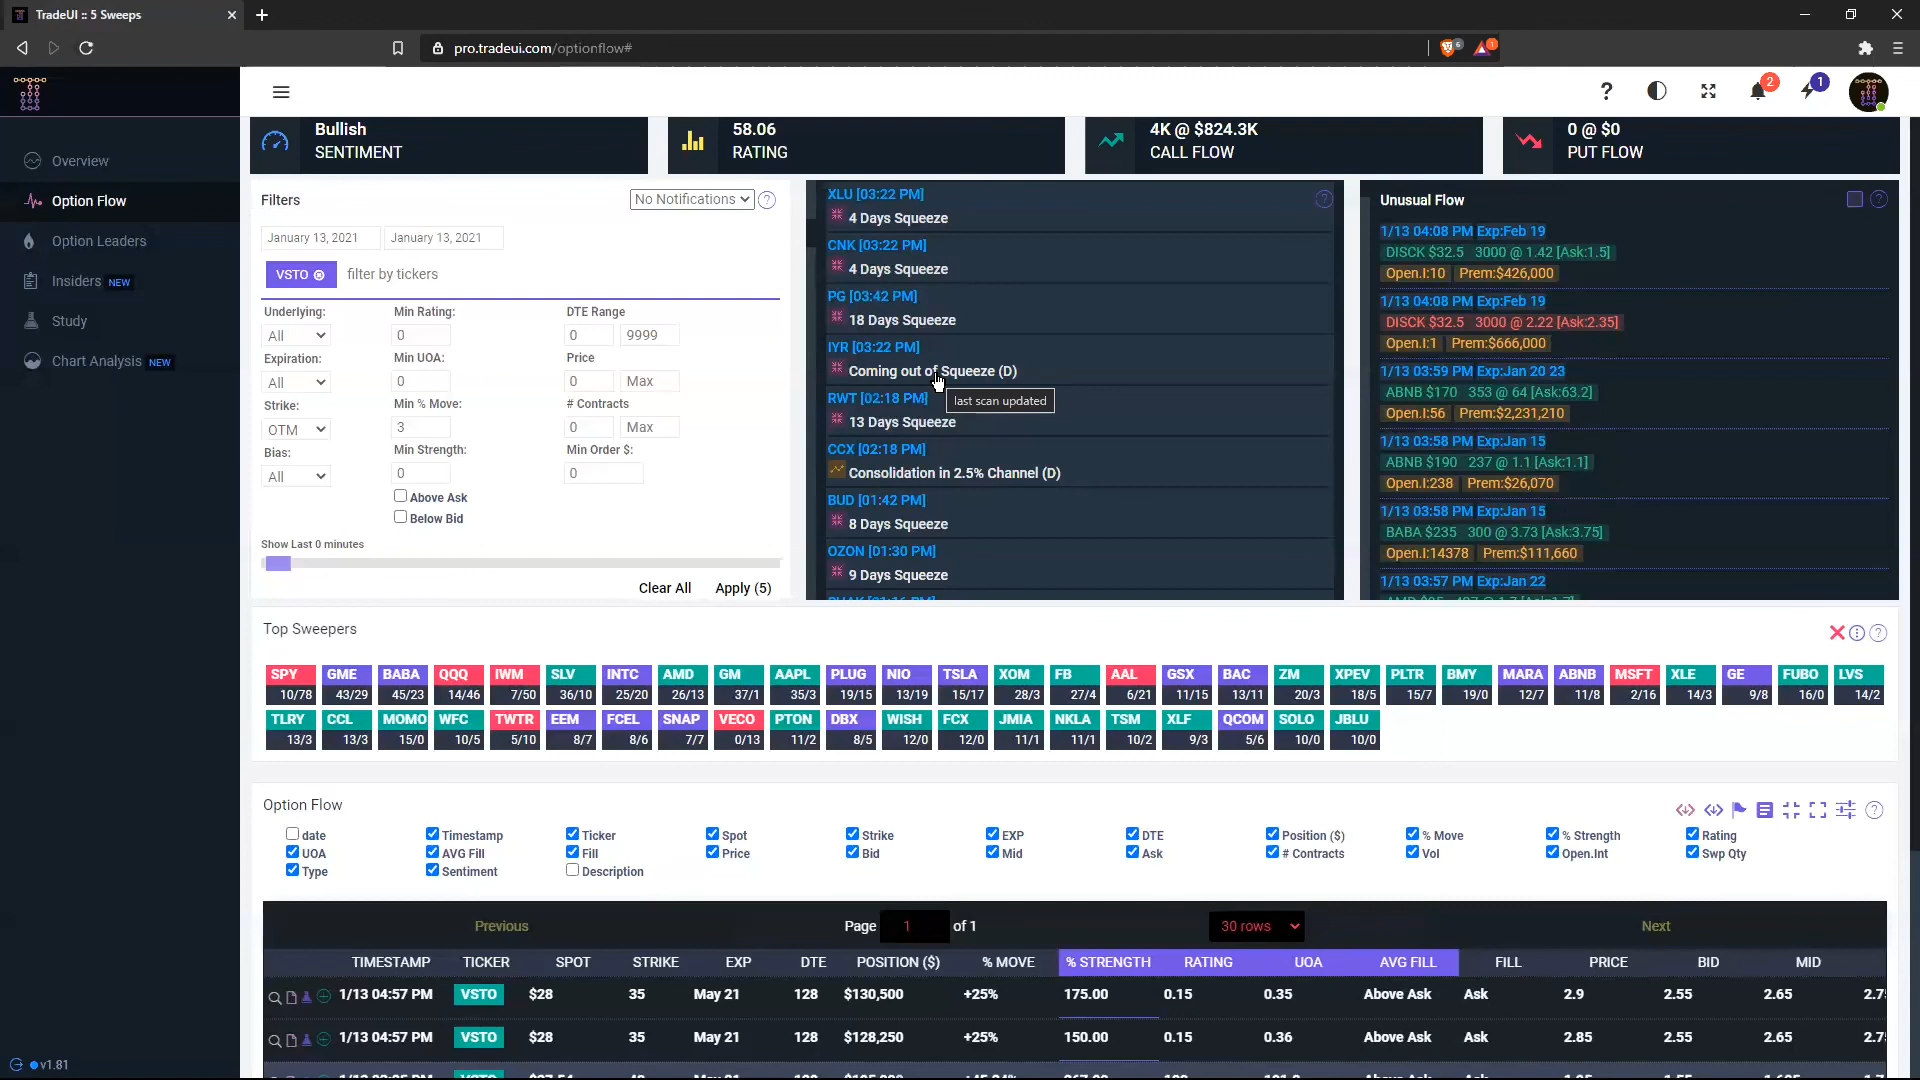 TradeUI :: 5 Sweeps
pro.tradeui.com/optionflow#
6
1
?
2
1
Overview
Option Flow
Option Leaders
Insiders NEW
Study
Chart Analysis NEW
v1.81
Bullish
SENTIMENT
58.06
RATING
4K @ $824.3K
CALL FLOW
0 @ $0
PUT FLOW
Filters
No Notifications
January 13, 2021 January 13, 2021
VSTO filter by tickers
Underlying: Min Rating: DTE Range
All 0 0 9999
Expiration: Min UOA: Price
All 0 0 Max
Strike: Min % Move: # Contracts
OTM 3 0 Max
Bias: Min Strength: Min Order $:
All 0 0
Above Ask
Below Bid
Show Last 0 minutes
Clear All Apply (5)
XLU [03:22 PM]
4 Days Squeeze
CNK [03:22 PM]
4 Days Squeeze
PG [03:42 PM]
18 Days Squeeze
IYR [03:22 PM]
Coming out of Squeeze (D)
last scan updated
RWT [02:18 PM]
13 Days Squeeze
CCX [02:18 PM]
Consolidation in 2.5% Channel (D)
BUD [01:42 PM]
8 Days Squeeze
OZON [01:30 PM]
9 Days Squeeze
Unusual Flow
1/13 04:08 PM Exp:Feb 19
DISCK $32.5 3000 @ 1.42 [Ask:1.5]
Open.I:10 Prem:$426,000
1/13 04:08 PM Exp:Feb 19
DISCK $32.5 3000 @ 2.22 [Ask:2.35]
Open.I:1 Prem:$666,000
1/13 03:59 PM Exp:Jan 20 23
ABNB $170 353 @ 64 [Ask:63.2]
Open.I:56 Prem:$2,231,210
1/13 03:58 PM Exp:Jan 15
ABNB $190 237 @ 1.1 [Ask:1.1]
Open.I:238 Prem:$26,070
1/13 03:58 PM Exp:Jan 15
BABA $235 300 @ 3.73 [Ask:3.75]
Open.I:14378 Prem:$111,660
1/13 03:57 PM Exp:Jan 22
Top Sweepers
SPY GME BABA QQQ IWM SLV INTC AMD GM AAPL PLUG NIO TSLA XOM FB AAL GSX BAC ZM XPEV PLTR BMY MARA ABNB MSFT XLE GE FUBO LVS
10/78 43/29 45/23 14/46 7/50 36/10 25/20 26/13 37/1 35/3 19/15 13/19 15/17 28/3 27/4 6/21 11/15 13/11 20/3 18/5 15/7 19/0 12/7 11/8 2/16 14/3 9/8 16/0 14/2
TLRY CCL MOMO WFC TWTR EEM FCEL SNAP VECO PTON DBX WISH FCX JMIA NKLA TSM XLF QCOM SOLO JBLU
13/3 13/3 15/0 10/5 5/10 8/7 8/6 7/7 0/13 11/2 8/5 12/0 12/0 11/1 11/1 10/2 9/3 5/6 10/0 10/0
Option Flow
date Timestamp Ticker Spot Strike EXP DTE Position ($) % Move % Strength Rating
UOA AVG Fill Fill Price Bid Mid Ask # Contracts Vol Open.Int Swp Qty
Type Sentiment Description
Previous Page 1 of 1 30 rows Next
TIMESTAMP TICKER SPOT STRIKE EXP DTE POSITION ($) % MOVE % STRENGTH RATING UOA AVG FILL FILL PRICE BID MID
1/13 04:57 PM VSTO $28 35 May 21 128 $130,500 +25% 175.00 0.15 0.35 Above Ask Ask 2.9 2.55 2.65
1/13 04:57 PM VSTO $28 35 May 21 128 $128,250 +25% 150.00 0.15 0.36 Above Ask Ask 2.85 2.55 2.65